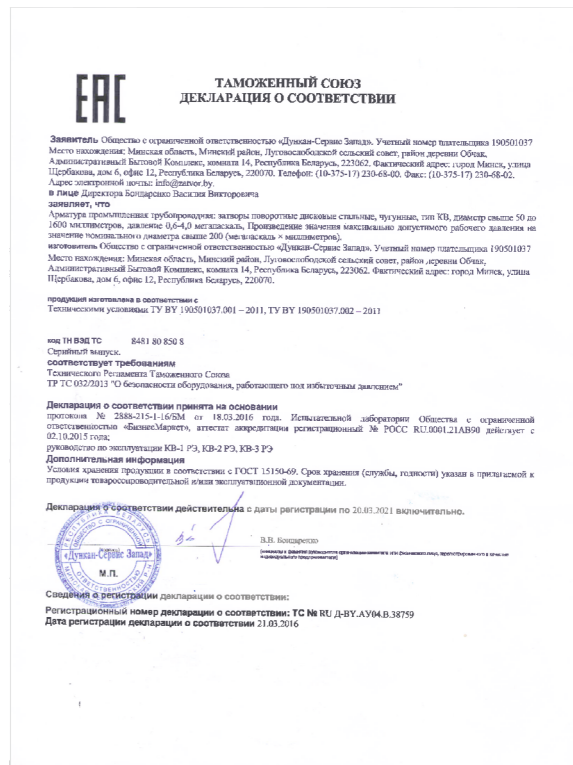 ЕАС
ТАМОЖЕННЫЙ СОЮЗ
ДЕКЛАРАЦИЯ О СООТВЕТСТВИИ
Заявитель Общество с ограниченной ответственностью «Дункан-Сервис Запад». Учетный номер плательщика 190501037
Место нахождения: Минская область, Минский район, Луговослободской сельский совет, район деревни Обчак,
Административный Бытовой Комплекс, комната 14, Республика Беларусь, 223062. Фактический адрес: город Минск, улица
Щербакова, дом 6, офис 12, Республика Беларусь, 220070. Телефон: (10-375-17) 230-68-00. Факс: (10-375-17) 230-68-02.
Адрес электронной почты: info@zatvor.by.
в лице Директора Бондаренко Василия Викторовича
заявляет, что
Арматура промышленная трубопроводная: затворы поворотные дисковые стальные, чугунные, тип КВ, диаметр свыше 50 до
1600 миллиметров, давление 0,6-4,0 мегапаскаль, Произведение значения максимально допустимого рабочего давления на
значение номинального диаметра свыше 200 (мегапаскаль × миллиметров).
изготовитель Общество с ограниченной ответственностью «Дункан-Сервис Запад». Учетный номер плательщика 190501037
Место нахождения: Минская область, Минский район, Луговослободской сельский совет, район деревни Обчак,
Административный Бытовой Комплекс, комната 14, Республика Беларусь, 223062. Фактический адрес: город Минск, улица
Щербакова, дом 6, офис 12, Республика Беларусь, 220070.
продукция изготовлена в соответствии с
Техническими условиями ТУ BY 190501037.001 – 2011, ТУ BY 190501037.002 – 2011
код ТН ВЭД ТС 8481 80 850 8
Серийный выпуск.
соответствует требованиям
Технического Регламента Таможенного Союза
ТР ТС 032/2013 "О безопасности оборудования, работающего под избыточным давлением"
Декларация о соответствии принята на основании
протокола № 2888-215-1-16/БМ от 18.03.2016 года. Испытательной лаборатории Общества с ограниченной
ответственностью «БизнесМаркет», аттестат аккредитации регистрационный № РОСС RU.0001.21АВ90 действует с
02.10.2015 года;
руководство по эксплуатации КВ-1 РЭ, КВ-2 РЭ, КВ-3 РЭ
Дополнительная информация
Условия хранения продукции в соответствии с ГОСТ 15150-69. Срок хранения (службы, годности) указан в прилагаемой к
продукции товаросопроводительной и/или эксплуатационной документации.
Декларация о соответствии действительна с даты регистрации по 20.03.2021 включительно.
В.В. Бондаренко
«Дункан-Сервис Запад»
М.П.
Сведения о регистрации декларации о соответствии:
Регистрационный номер декларации о соответствии: ТС № RU Д-BY.АУ04.В.38759
Дата регистрации декларации о соответствии 21.03.2016